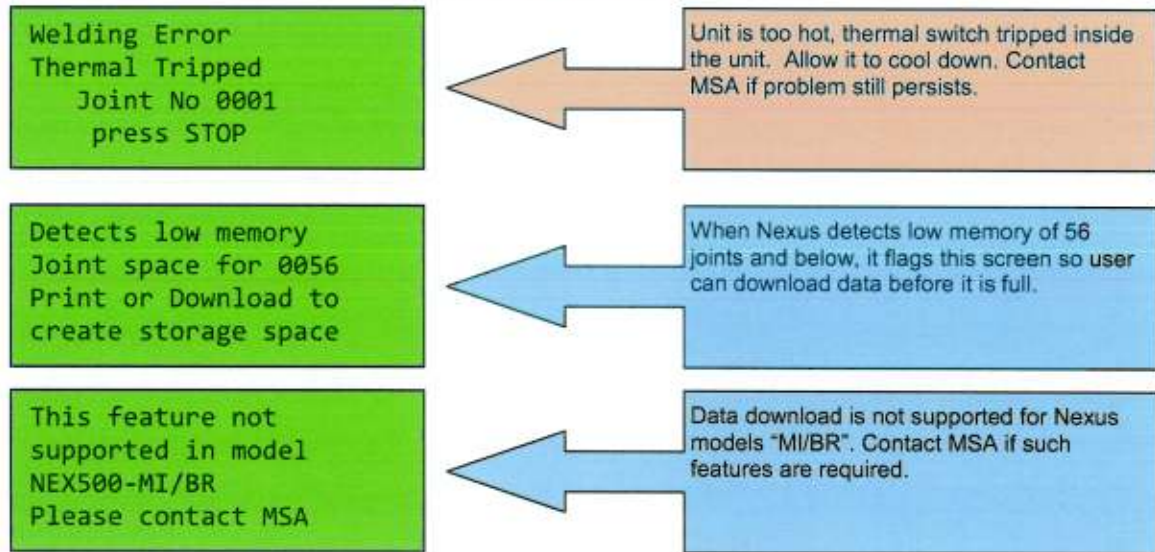 Welding Error
Thermal Tripped
Joint No 0001
press STOP
Unit is too hot, thermal switch tripped inside
the unit. Allow it to cool down. Contact
MSA if problem still persists.
Detects low memory
Joint space for 0056
Print or Download to
create storage space
When Nexus detects low memory of 56
joints and below, it flags this screen so user
can download data before it is full.
This feature not
supported in model
NEX500-MI/BR
Please contact MSA
Data download is not supported for Nexus
models “MI/BR”. Contact MSA if such
features are required.